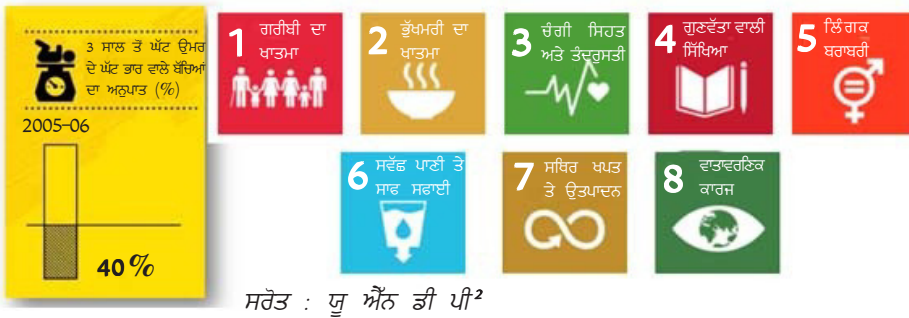 3 ਸਾਲ ਤੋਂ ਘੱਟ ਉਮਰ
ਦੇ ਘੱਟ ਭਾਰ ਵਾਲੇ ਬੱਚਿਆਂ
ਦਾ ਅਨੁਪਾਤ (%)
2005–06
40%
1 ਗਰੀਬੀ ਦਾ
ਖਾਤਮਾ
2 ਭੁੱਖਮਰੀ ਦਾ
ਖਾਤਮਾ
3 ਚੰਗੀ ਸਿਹਤ
ਅਤੇ ਤੰਦਰੁਸਤੀ
4 ਗੁਣਵੱਤਾ ਵਾਲੀ
ਸਿੱਖਿਆ
5 ਲਿੰਗਕ
ਬਰਾਬਰੀ
6 ਸਵੱਛ ਪਾਣੀ ਤੇ
ਸਾਫ ਸਫਾਈ
7 ਸਥਿਰ ਖਪਤ
ਤੇ ਉਤਪਾਦਨ
8 ਵਾਤਾਵਰਣਿਕ
ਕਾਰਜ
ਸਰੋਤ : ਯੂ ਐੱਨ ਡੀ ਪੀ²